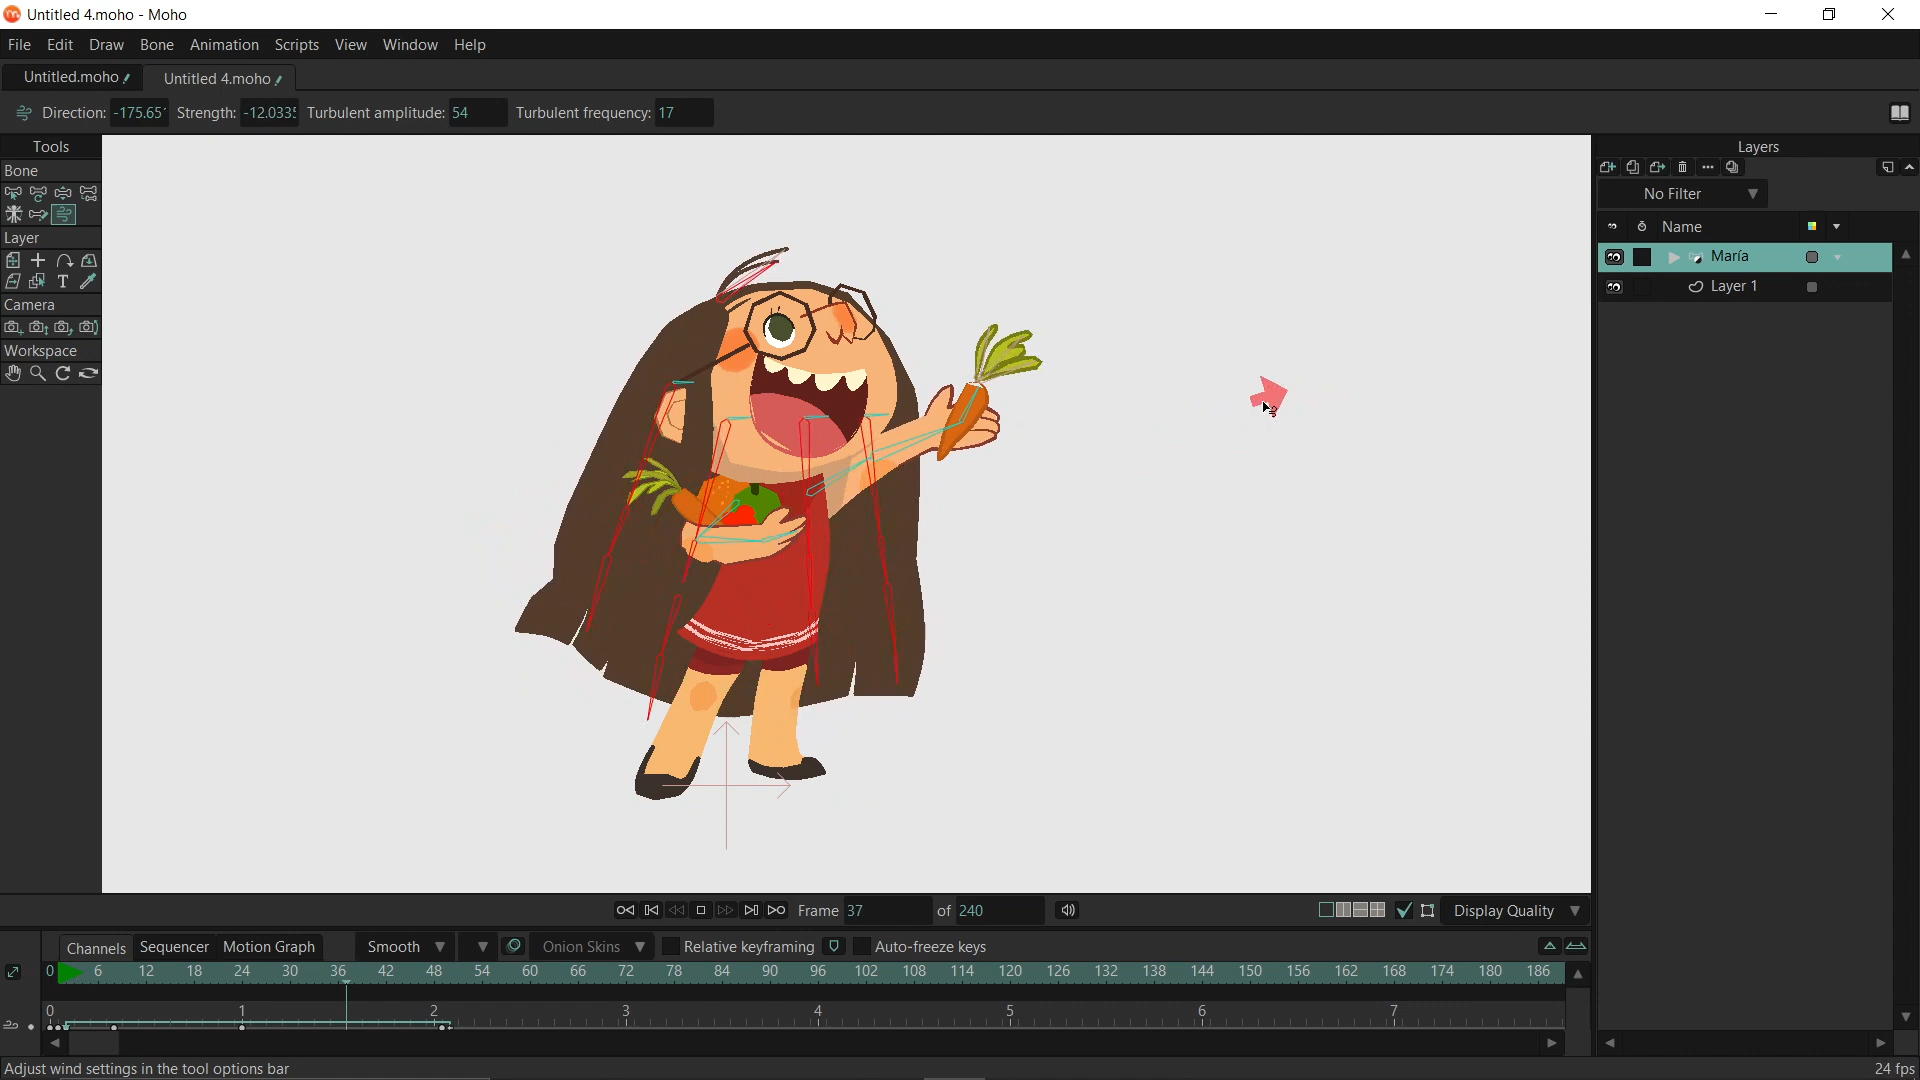 Untitled 4.moho - Moho
File Edit Draw Bone Animation Scripts View Window Help
Untitled.moho Untitled 4.moho
Direction: -175.65 Strength: -12.0335 Turbulent amplitude: 54 Turbulent frequency: 17
Tools
Layers
Bone
No Filter
Name
Layer
María
Layer 1
Camera
Workspace
Frame 37 of 240 Display Quality
Channels Sequencer Motion Graph Smooth Onion Skins Relative keyframing Auto-freeze keys
0 6 12 18 24 30 36 42 48 54 60 66 72 78 84 90 96 102 108 114 120 126 132 138 144 150 156 162 168 174 180 186
0 1 2 3 4 5 6 7
Adjust wind settings in the tool options bar 24 fps